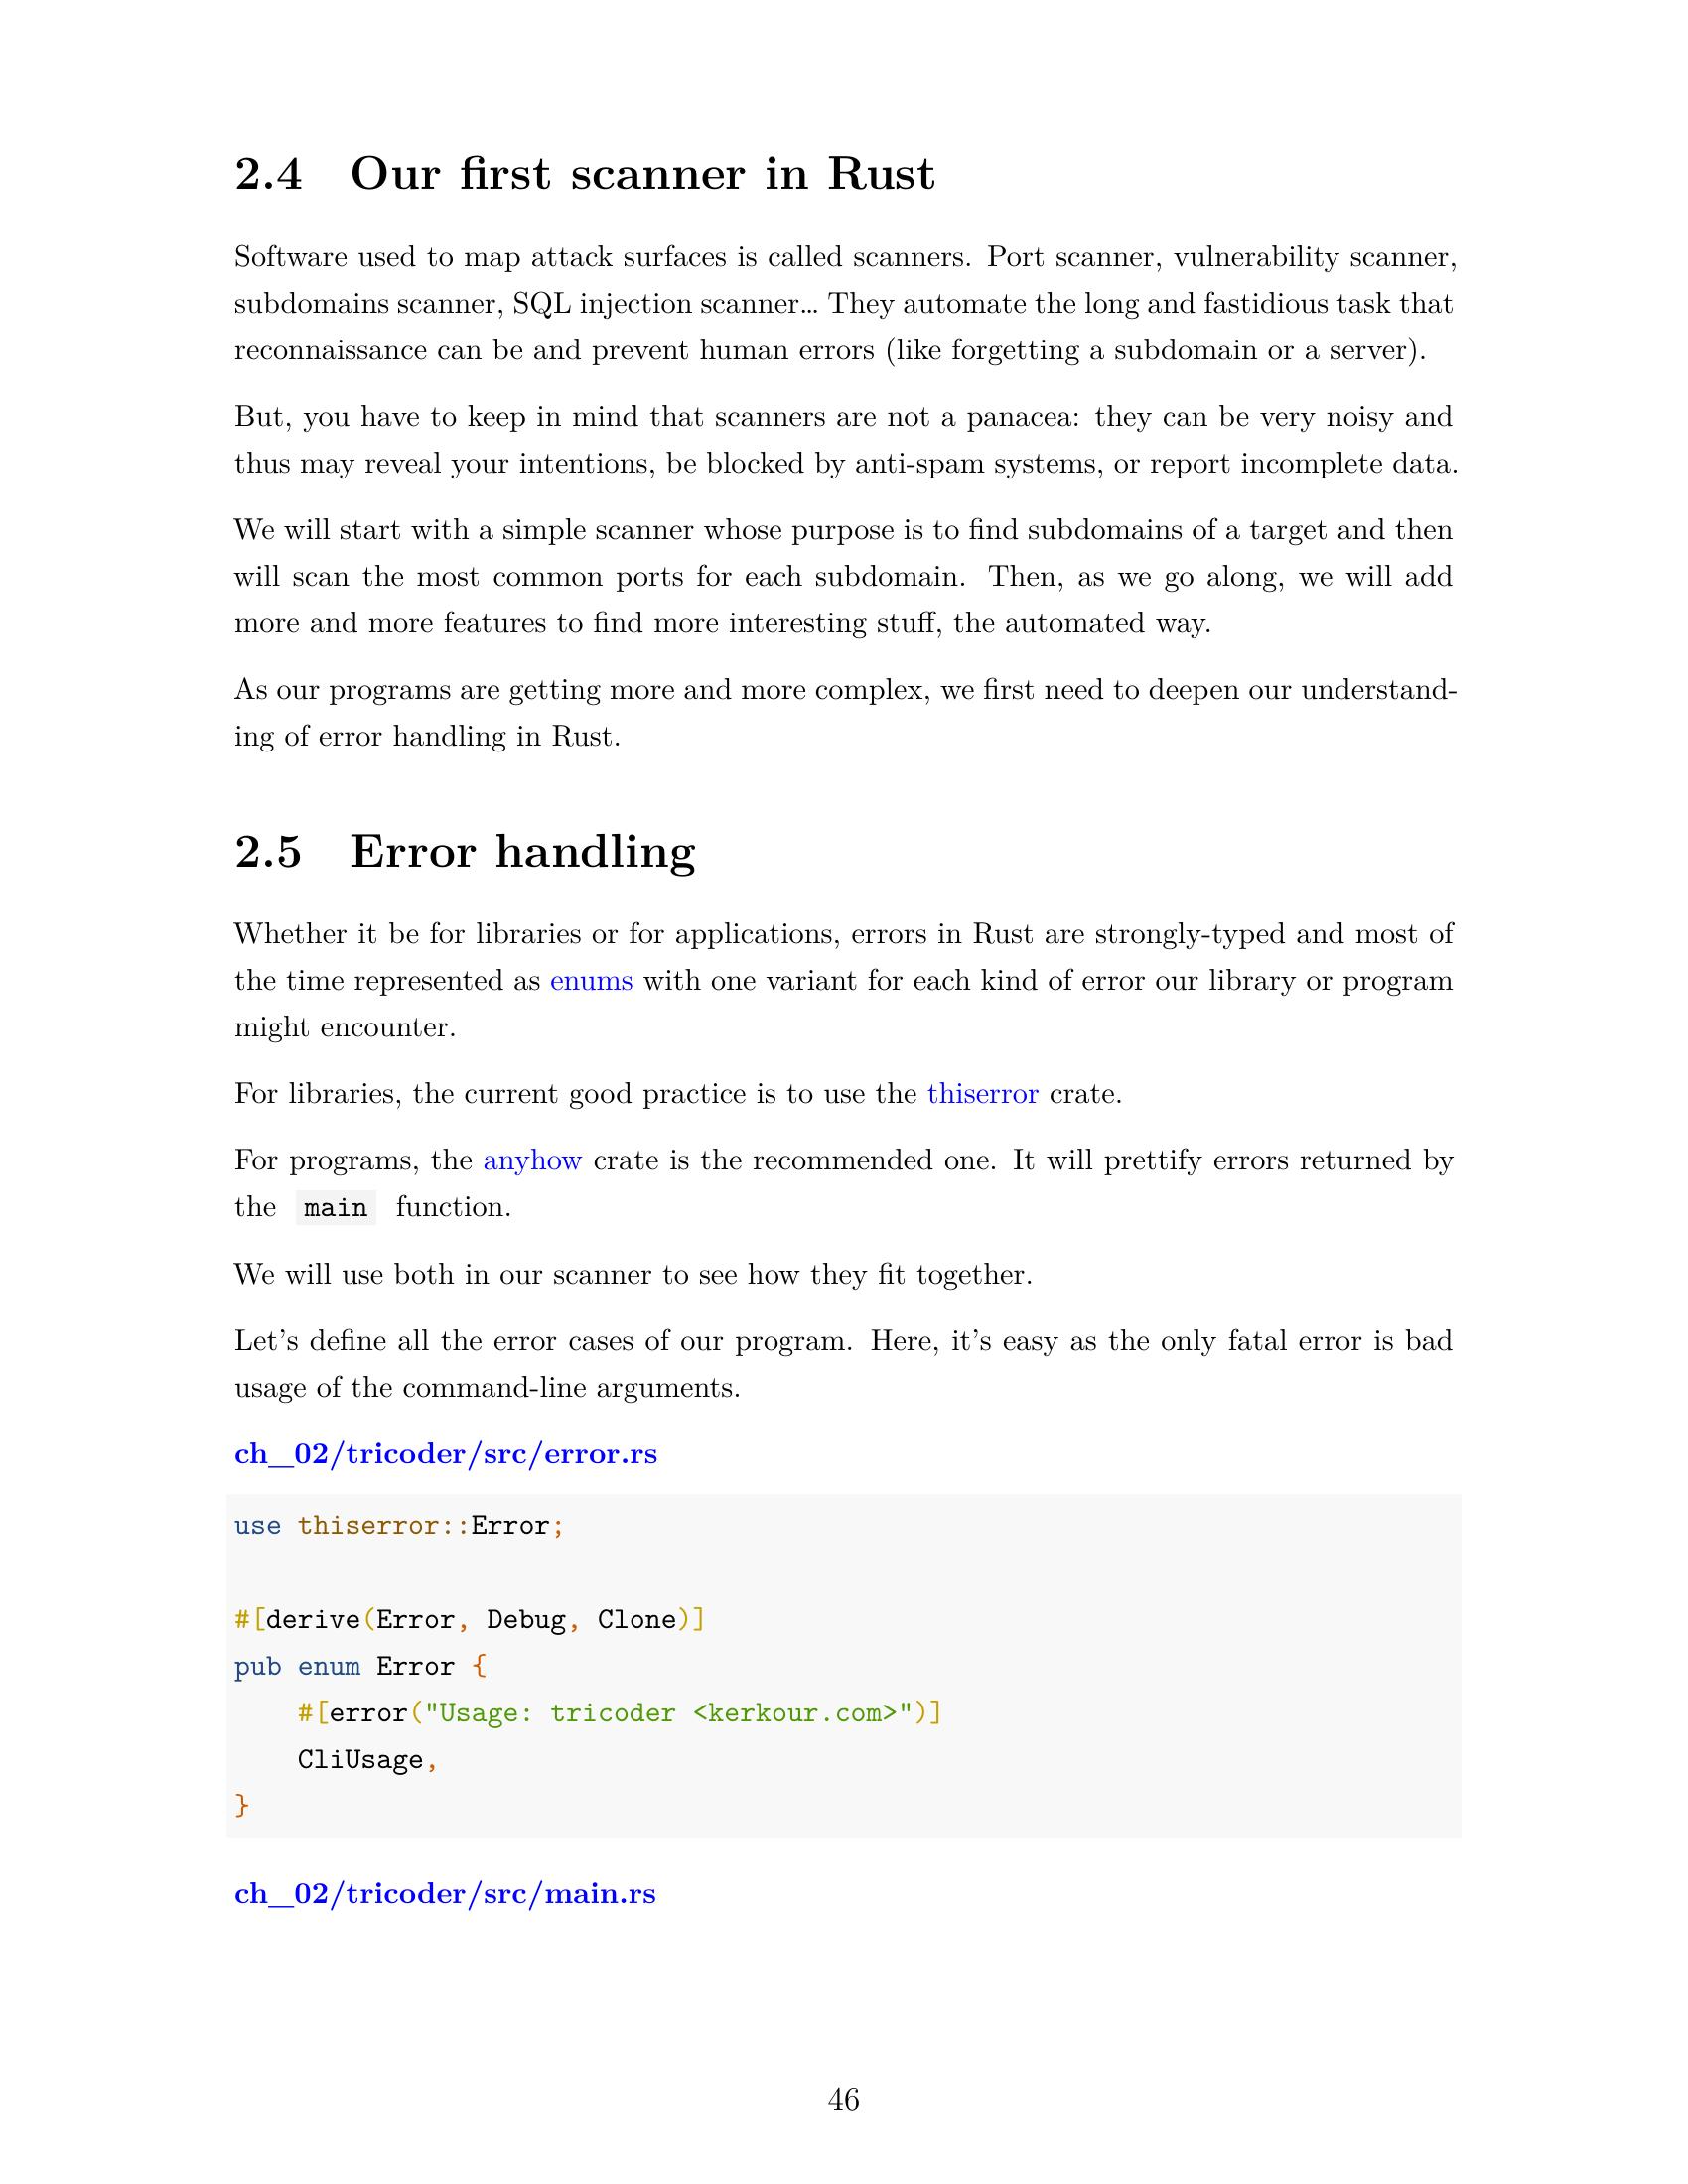 2.4 Our first scanner in Rust
Software used to map attack surfaces is called scanners. Port scanner, vulnerability scanner,
subdomains scanner, SQL injection scanner… They automate the long and fastidious task that
reconnaissance can be and prevent human errors (like forgetting a subdomain or a server).
But, you have to keep in mind that scanners are not a panacea: they can be very noisy and
thus may reveal your intentions, be blocked by anti-spam systems, or report incomplete data.
We will start with a simple scanner whose purpose is to find subdomains of a target and then
will scan the most common ports for each subdomain. Then, as we go along, we will add
more and more features to find more interesting stuff, the automated way.
As our programs are getting more and more complex, we first need to deepen our understand-
ing of error handling in Rust.
2.5 Error handling
Whether it be for libraries or for applications, errors in Rust are strongly-typed and most of
the time represented as enums with one variant for each kind of error our library or program
might encounter.
For libraries, the current good practice is to use the thiserror crate.
For programs, the anyhow crate is the recommended one. It will prettify errors returned by
the main function.
We will use both in our scanner to see how they fit together.
Let's define all the error cases of our program. Here, it's easy as the only fatal error is bad
usage of the command-line arguments.
ch_02/tricoder/src/error.rs
use thiserror::Error;
#[derive(Error, Debug, Clone)]
pub enum Error {
    #[error("Usage: tricoder <kerkour.com>")]
    CliUsage,
}
ch_02/tricoder/src/main.rs
46